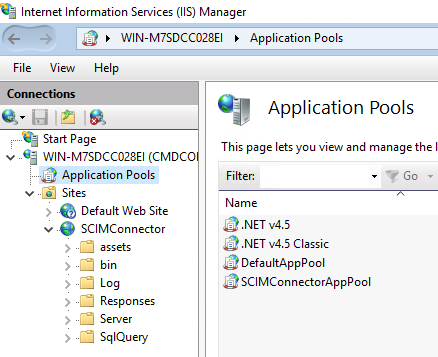 Internet Information Services (IIS) Manager
WIN-M7SDCC028EI
Application Pools
File View Help
Connections
Start Page
WIN-M7SDCC028EI (CMDCO
Application Pools
Sites
Default Web Site
SCIMConnector
assets
bin
Log
Responses
Server
SqlQuery
Application Pools
This page lets you view and manage the l
Filter: Go
Name
.NET v4.5
.NET v4.5 Classic
DefaultAppPool
SCIMConnectorAppPool